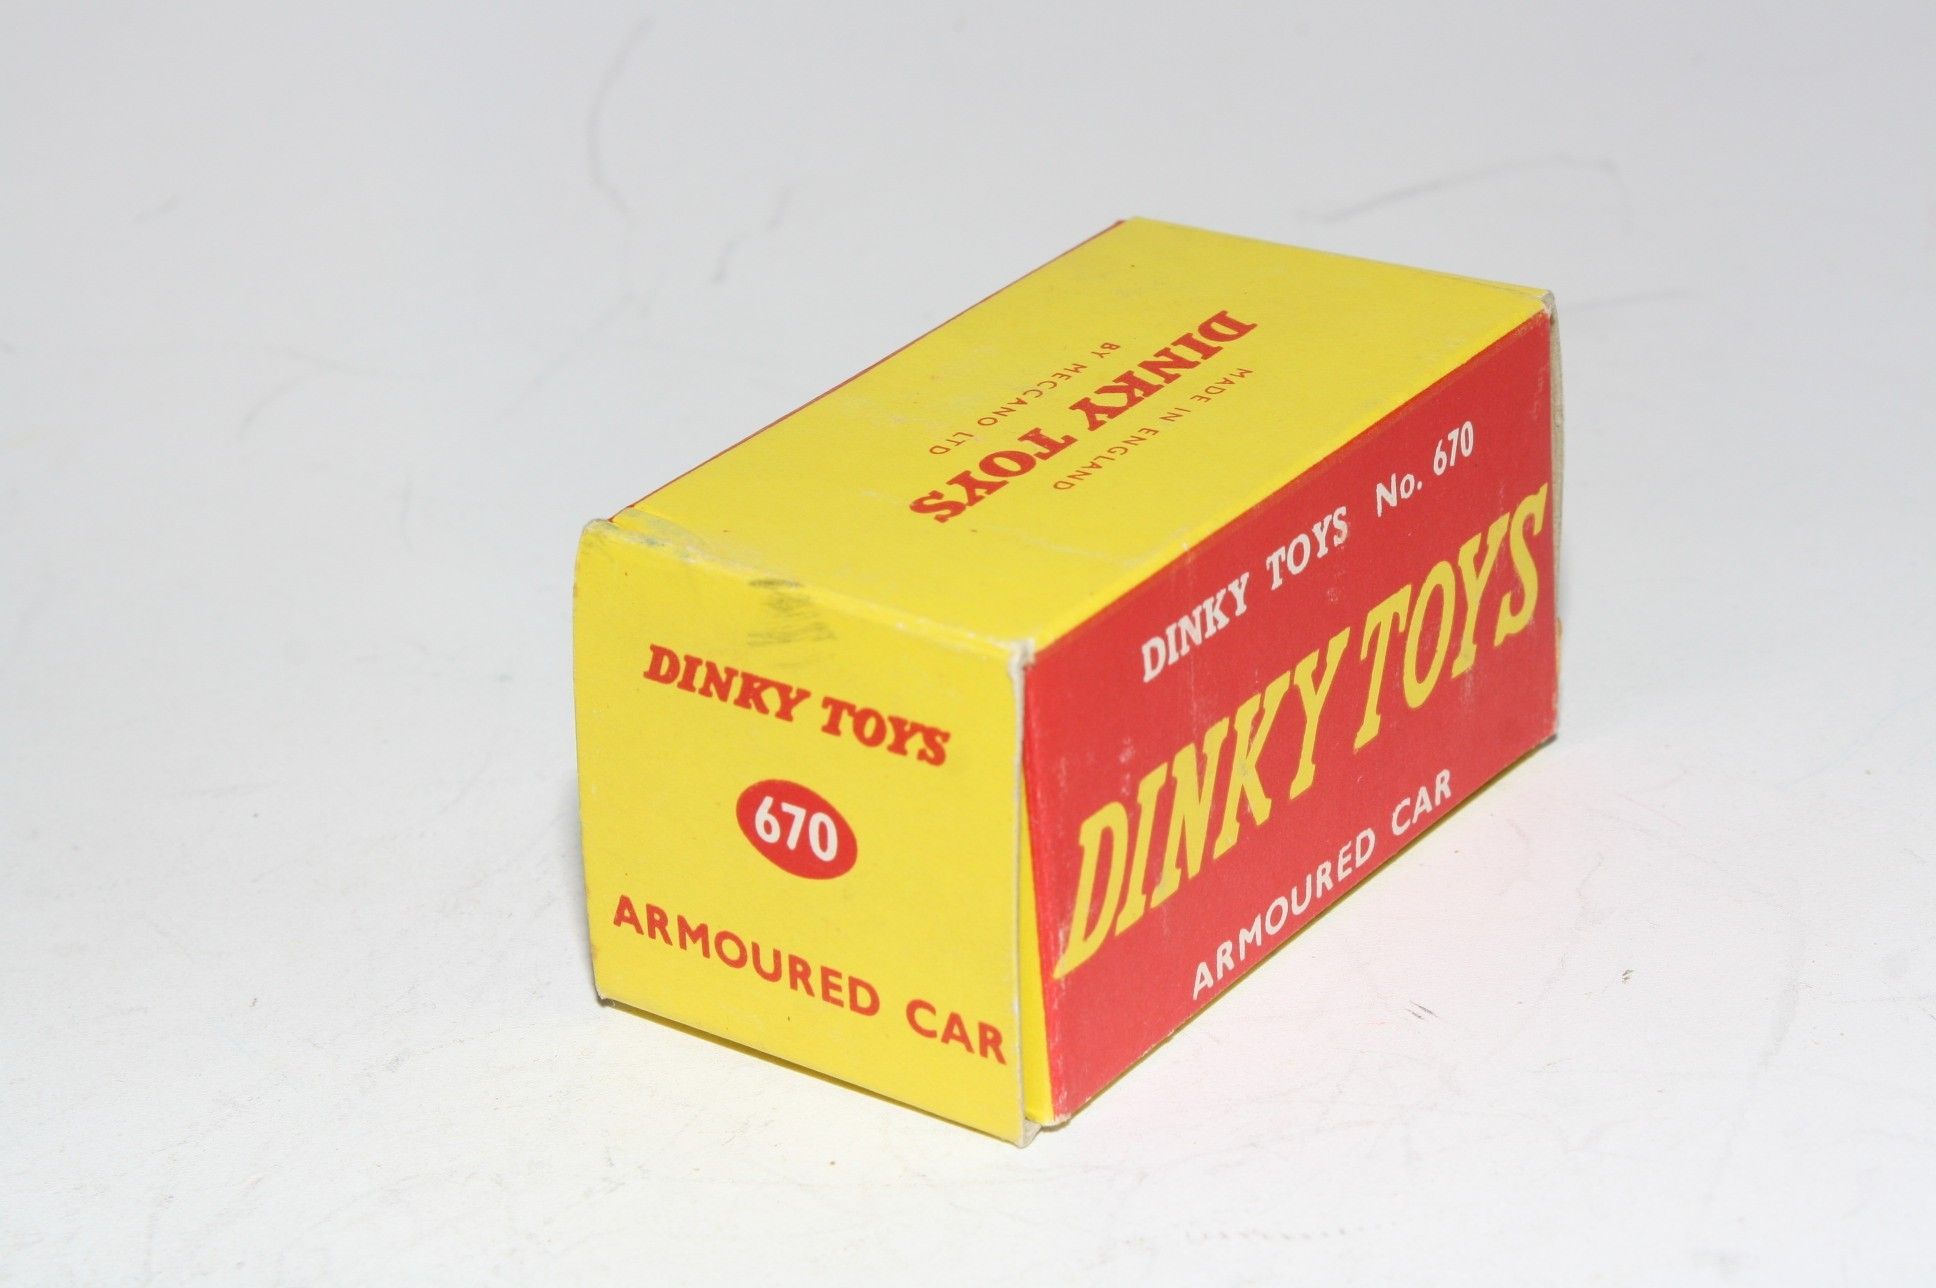 MADE IN ENGLAND
DINKY TOYS
BY MECCANO LTD
DINKY TOYS
670
ARMOURED CAR
DINKY TOYS No. 670
DINKY TOYS
ARMOURED CAR